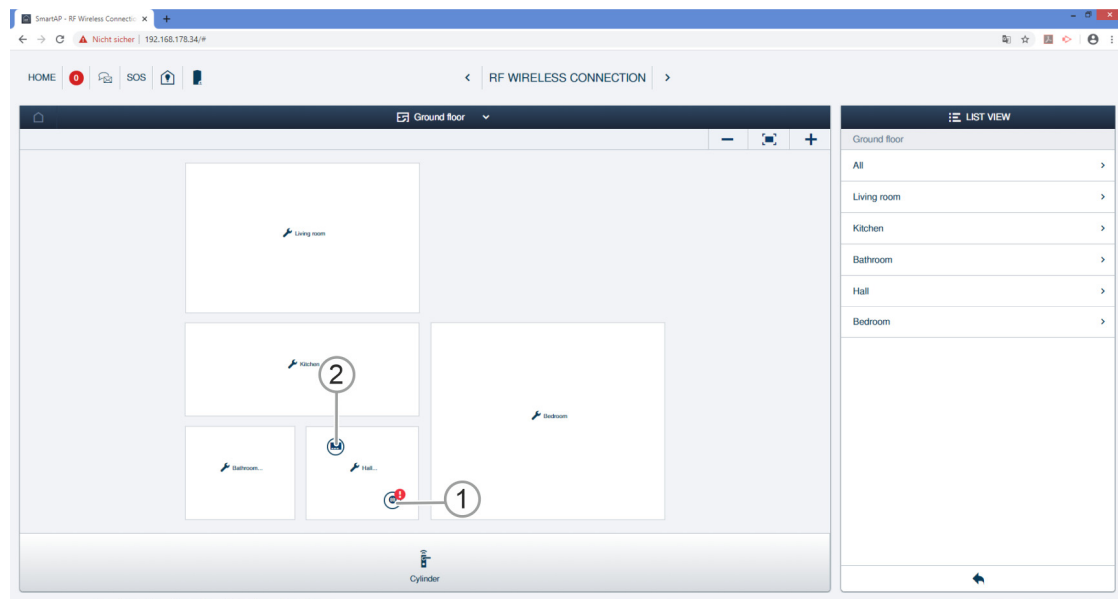 SmartAP - RF Wireless Connectio
Nicht sicher | 192.168.178.34/#
HOME 0 SOS
RF WIRELESS CONNECTION
Ground floor
LIST VIEW
Ground floor
All
Living room
Kitchen
Bathroom
Hall
Bedroom
Living room
Kitchen
2
Bedroom
Bathroom...
Hall...
1
Cylinder